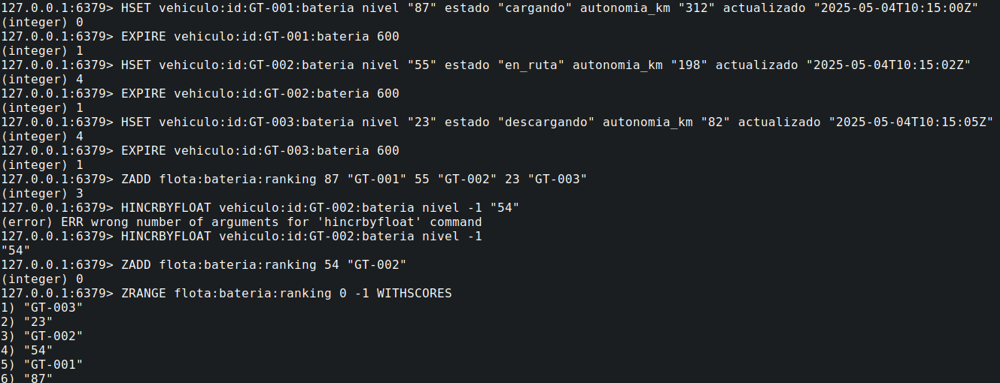 127.0.0.1:6379> HSET vehiculo:id:GT-001:bateria nivel "87" estado "cargando" autonomia_km "312" actualizado "2025-05-04T10:15:00Z"
(integer) 0
127.0.0.1:6379> EXPIRE vehiculo:id:GT-001:bateria 600
(integer) 1
127.0.0.1:6379> HSET vehiculo:id:GT-002:bateria nivel "55" estado "en_ruta" autonomia_km "198" actualizado "2025-05-04T10:15:02Z"
(integer) 4
127.0.0.1:6379> EXPIRE vehiculo:id:GT-002:bateria 600
(integer) 1
127.0.0.1:6379> HSET vehiculo:id:GT-003:bateria nivel "23" estado "descargando" autonomia_km "82" actualizado "2025-05-04T10:15:05Z"
(integer) 4
127.0.0.1:6379> EXPIRE vehiculo:id:GT-003:bateria 600
(integer) 1
127.0.0.1:6379> ZADD flota:bateria:ranking 87 "GT-001" 55 "GT-002" 23 "GT-003"
(integer) 3
127.0.0.1:6379> HINCRBYFLOAT vehiculo:id:GT-002:bateria nivel -1 "54"
(error) ERR wrong number of arguments for 'hincrbyfloat' command
127.0.0.1:6379> HINCRBYFLOAT vehiculo:id:GT-002:bateria nivel -1
"54"
127.0.0.1:6379> ZADD flota:bateria:ranking 54 "GT-002"
(integer) 0
127.0.0.1:6379> ZRANGE flota:bateria:ranking 0 -1 WITHSCORES
1) "GT-003"
2) "23"
3) "GT-002"
4) "54"
5) "GT-001"
6) "87"